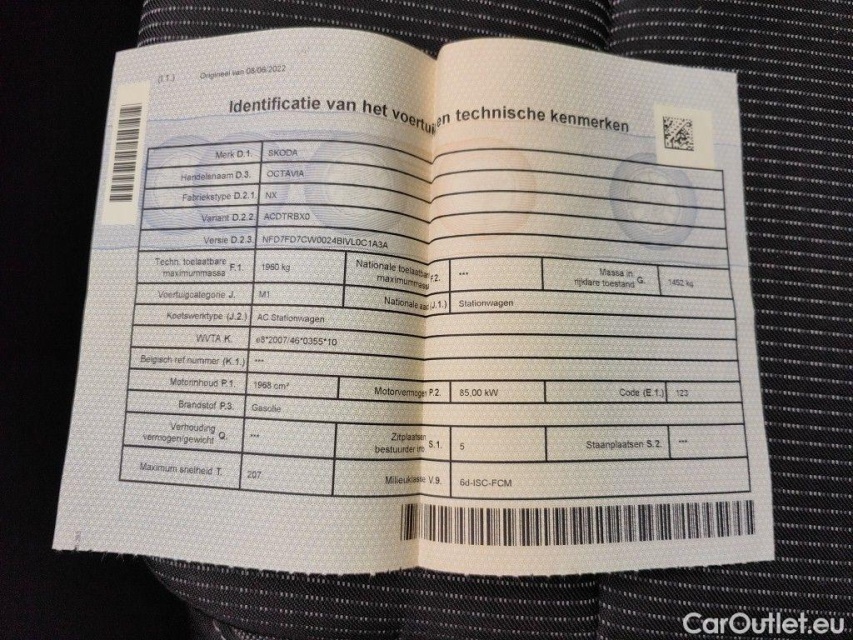 (I.T.) Origineel van 08/06/2022
Identificatie van het voertuig en technische kenmerken
Merk D.1. SKODA
Handelsnaam D.3. OCTAVIA
Fabriekstype D.2.1 NX
Variant D.2.2. ACDTRBX0
Versie D.2.3. NFD7FD7CW0024BIVL0C1A3A
Techn. toelaatbare maximummassa F.1. 1960 kg Nationale toelaatbare maximummassa F.2. *** Massa in rijklare toestand G. 1452 kg
Voertuigcategorie J. M1 Nationale aard (J.1.) Stationwagen
Koetswerktype (J.2.) AC Stationwagen
WVTA K. e8*2007/46*0355*10
Belgisch ref.nummer (K.1.) ***
Motorinhoud P.1. 1968 cm³ Motorvermogen P.2. 85,00 kW Code (E.1.) 123
Brandstof P.3. Gasolie
Verhouding vermogen/gewicht Q. *** Zitplaatsen bestuurder S.1. 5 Staanplaatsen S.2. ***
Maximum snelheid T. 207 Milieuklasse V.9. 6d-ISC-FCM
CarOutlet.eu